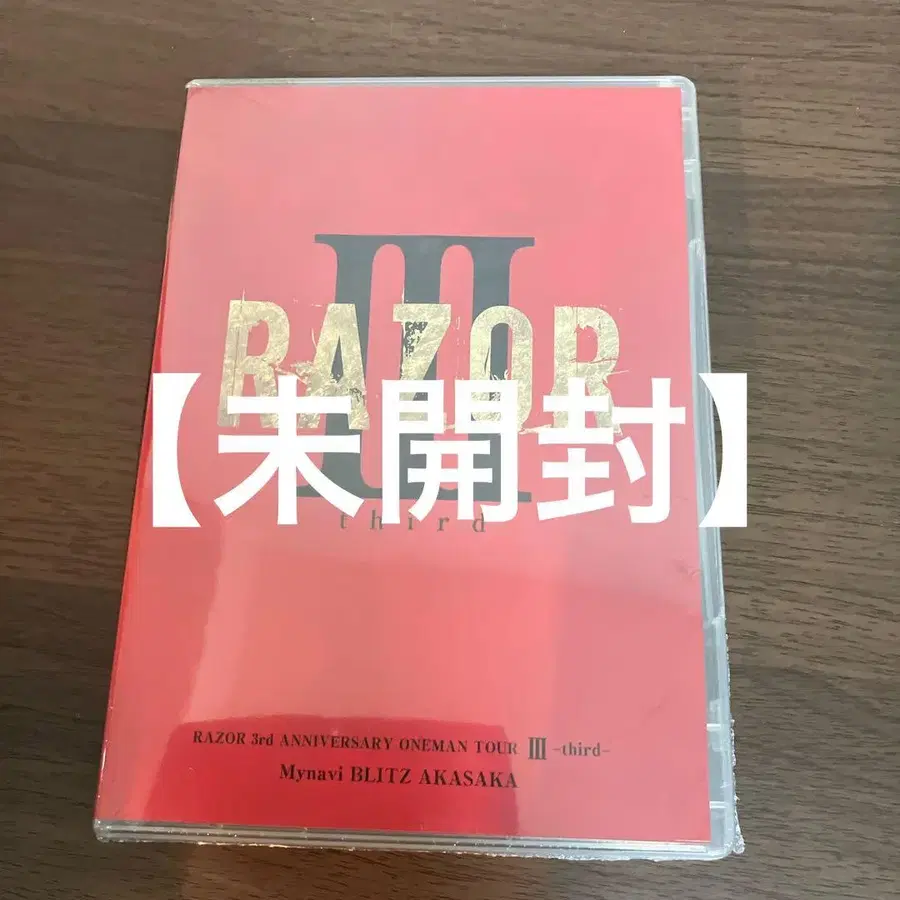 III
RAZOR
【未開封】
third
RAZOR 3rd ANNIVERSARY ONEMAN TOUR III -third-
Mynavi BLITZ AKASAKA